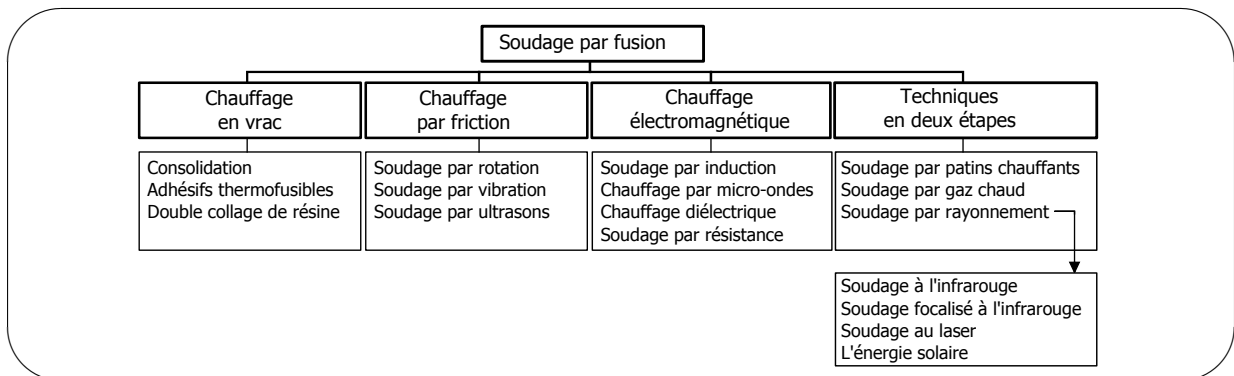 Soudage par fusion
Chauffage
en vrac
Chauffage
par friction
Chauffage
électromagnétique
Techniques
en deux étapes
Consolidation
Adhésifs thermofusibles
Double collage de résine
Soudage par rotation
Soudage par vibration
Soudage par ultrasons
Soudage par induction
Chauffage par micro-ondes
Chauffage diélectrique
Soudage par résistance
Soudage par patins chauffants
Soudage par gaz chaud
Soudage par rayonnement
Soudage à l'infrarouge
Soudage focalisé à l'infrarouge
Soudage au laser
L'énergie solaire